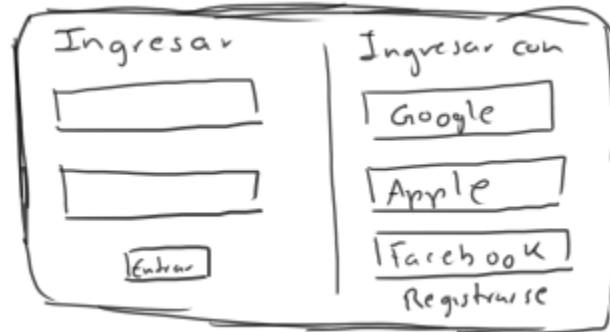 Ingresar
Entrar
Ingresar con
Google
Apple
Facebook
Registrarse